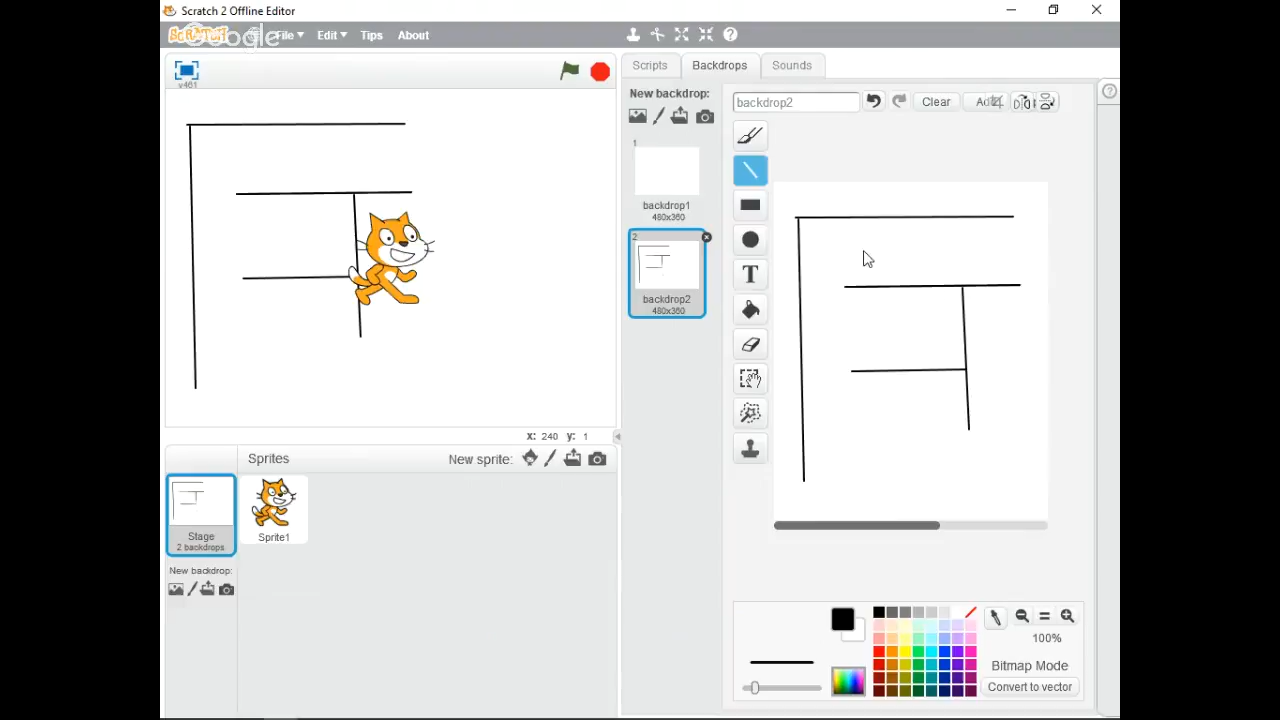 Scratch 2 Offline Editor
SCRATCH
Google
File Edit Tips About
v461
Scripts Backdrops Sounds
New backdrop:
backdrop2
Clear
1
backdrop1
480x360
2
backdrop2
480x360
T
x: 240 y: 1
Sprites
New sprite:
Stage
2 backdrops
Sprite1
New backdrop:
100%
Bitmap Mode
Convert to vector